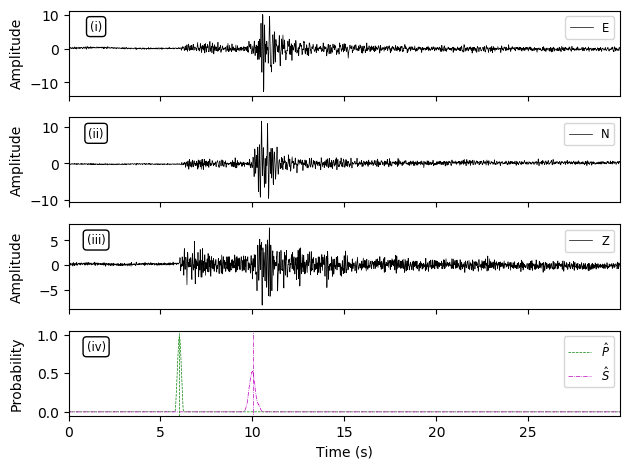 Amplitude
10
0
−10
(i)
E
Amplitude
10
0
−10
(ii)
N
Amplitude
5
0
−5
(iii)
Z
Probability
1.0
0.5
0.0
(iv)
P̂
Ŝ
0 5 10 15 20 25
Time (s)